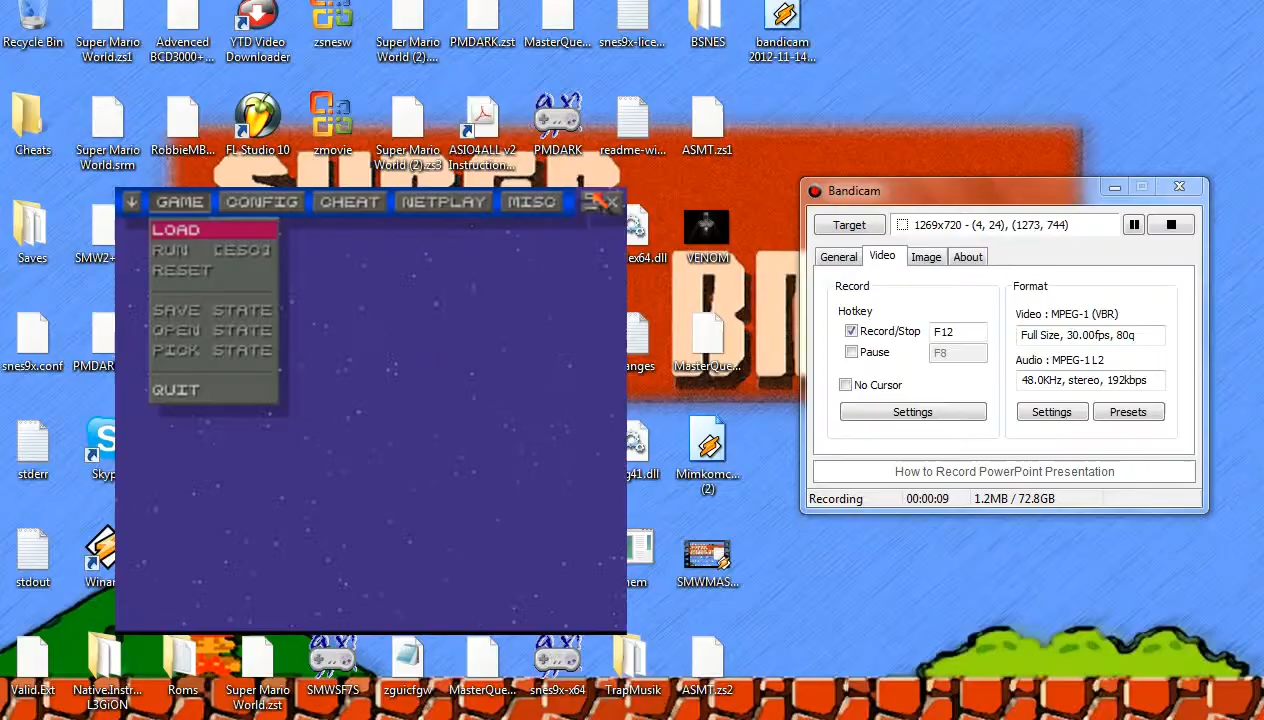 Recycle Bin
Super Mario
World.zs1
Advanced
BCD3000+...
YTD Video
Downloader
zsnesw
Super Mario
World (2)....
PMDARK.zst
MasterQue...
snes9x-lice...
BSNES
bandicam
2012-11-14...
Cheats
Super Mario
World.srm
RobbieMB...
FL Studio 10
zmovie
Super Mario
World (2).zs3
ASIO4ALL v2
Instruction...
PMDARK
readme-wi...
ASMT.zs1
GAME
CONFIG
CHEAT
NETPLAY
MISC
LOAD
RUN [ESC]
RESET
SAVE STATE
OPEN STATE
PICK STATE
QUIT
Saves
SMW2+
VENOM
snes9x.conf
PMDAR
MasterQue...
stderr
Skyp
Mimkomc...
(2)
stdout
Winar
SMWMAS...
Valid.Ext
Native.Instr...
L3GiON
Roms
Super Mario
World.zst
SMWSF7S
zguicfgw
MasterQue...
snes9x-x64
TrapMusik
ASMT.zs2
Bandicam
Target
1269x720 - (4, 24), (1273, 744)
General
Video
Image
About
Record
Hotkey
Record/Stop
F12
Pause
F8
No Cursor
Settings
Format
Video : MPEG-1 (VBR)
Full Size, 30.00fps, 80q
Audio : MPEG-1 L2
48.0KHz, stereo, 192kbps
Settings
Presets
How to Record PowerPoint Presentation
Recording
00:00:09
1.2MB / 72.8GB